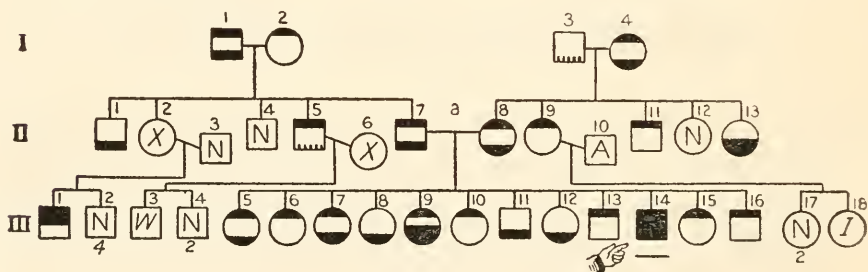 1 2 3 4
I
1 2 3 4 5 6 7 a 8 9 10 11 12 13
II X N N X A N
1 2 3 4 5 6 7 8 9 10 11 12 13 14 15 16 17 18
III N W N N I
4 2 2